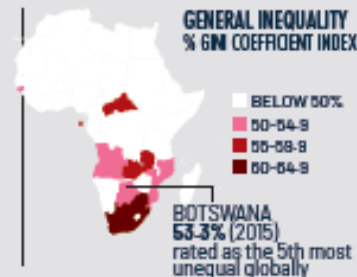 GENERAL INEQUALITY
% GINI COEFFICIENT INDEX
BELOW 50%
50-54.9
55-59.9
60-64.9
BOTSWANA
53.3% (2015)
rated as the 5th most
unequal globally